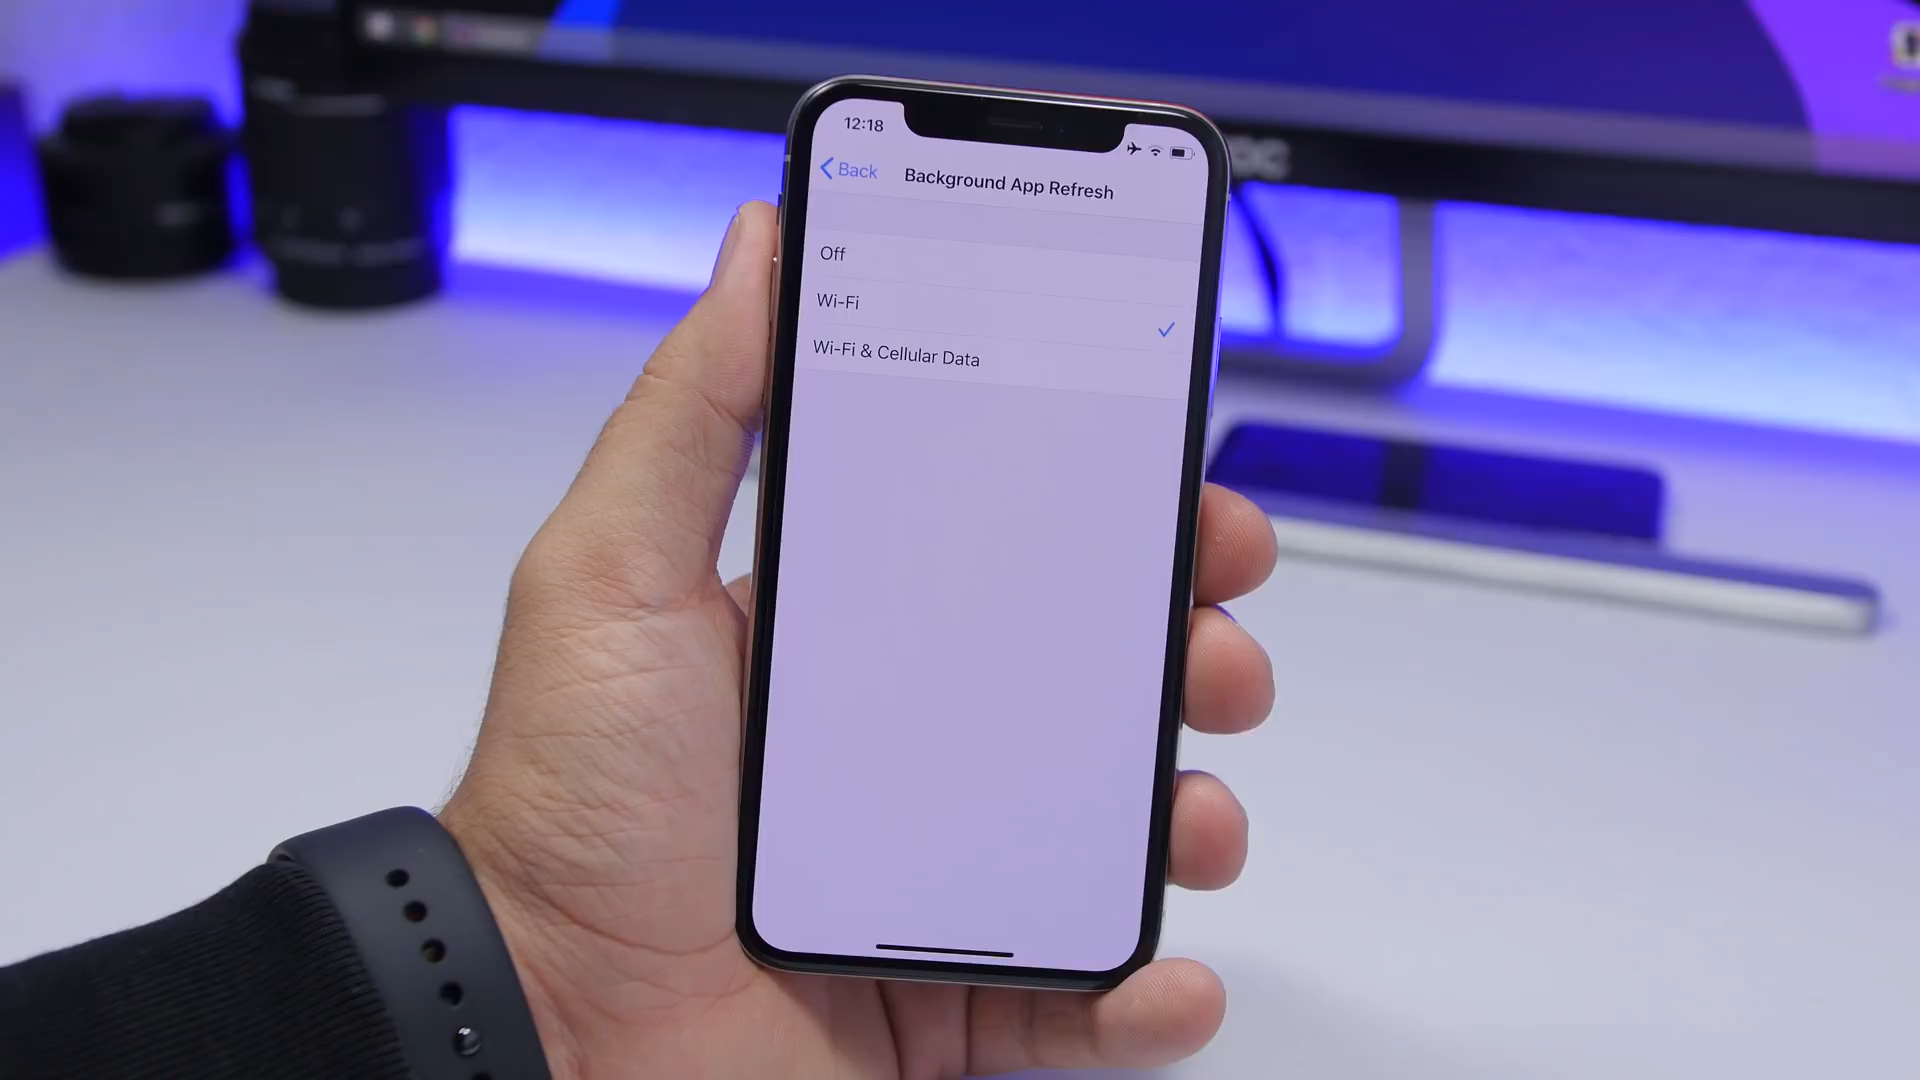 12:18
Back
Background App Refresh
Off
Wi-Fi
Wi-Fi & Cellular Data